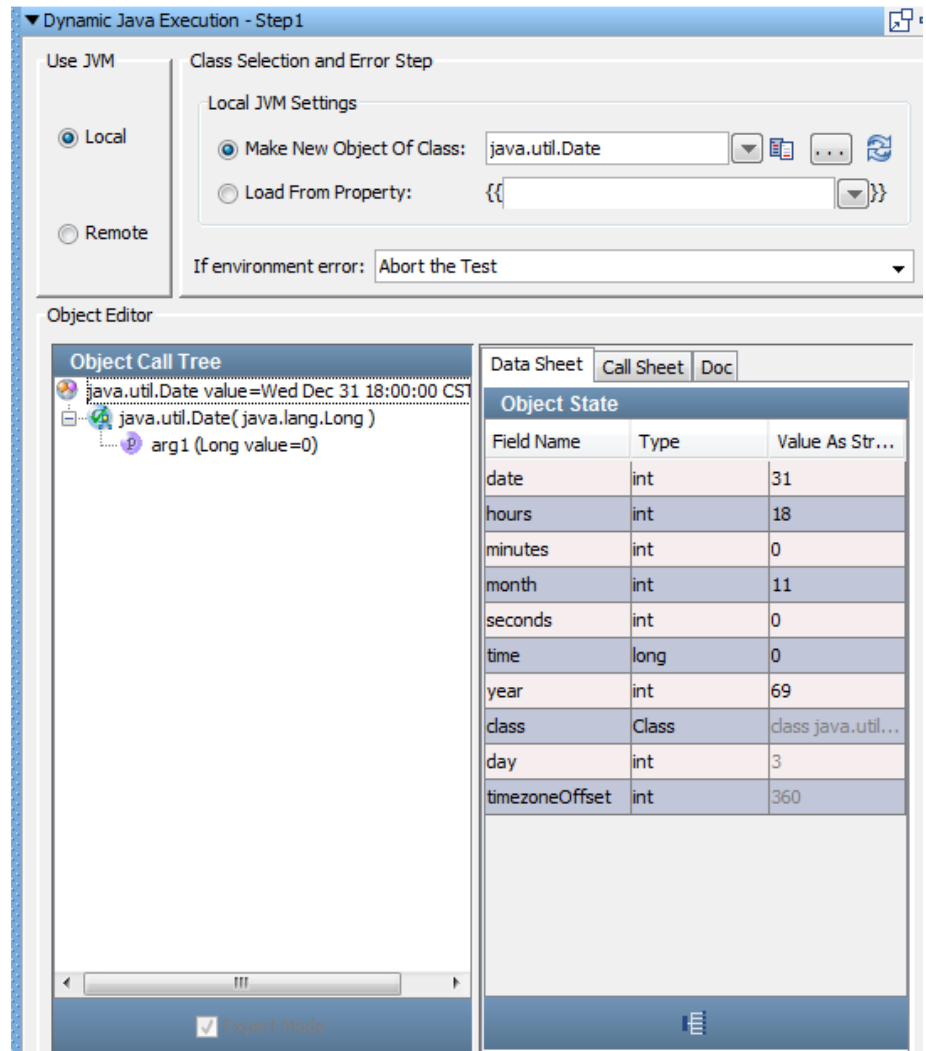 Dynamic Java Execution - Step1
Use JVM
Class Selection and Error Step
Local JVM Settings
Local
Make New Object Of Class:
java.util.Date
...
Load From Property:
{{
}}
Remote
If environment error:
Abort the Test
Object Editor
Object Call Tree
java.util.Date value=Wed Dec 31 18:00:00 CST
java.util.Date( java.lang.Long )
arg1 (Long value=0)
Data Sheet Call Sheet Doc
Object State
Field Name Type Value As Str...
date int 31
hours int 18
minutes int 0
month int 11
seconds int 0
time long 0
year int 69
class Class class java.util...
day int 3
timezoneOffset int 360
Expert Mode